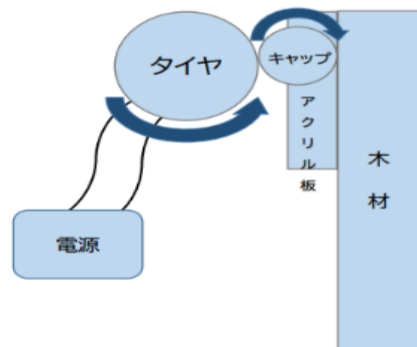 タイヤ
キャップ
アクリル板
木材
電源